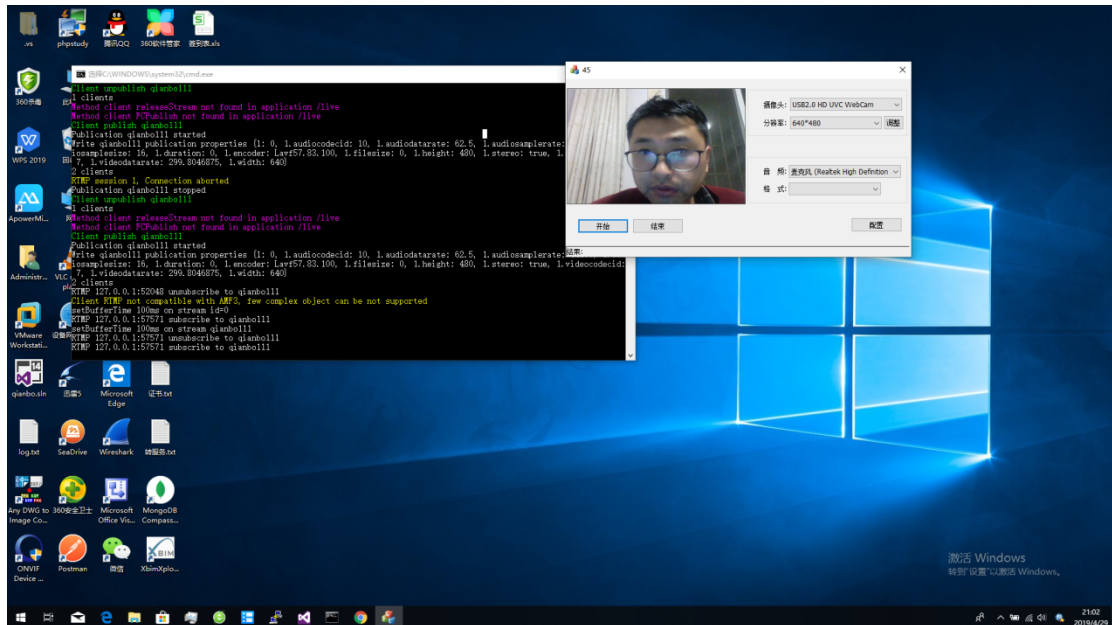 .vs
phpstudy
腾讯QQ
360软件管家
签到表.xls
360杀毒
WPS 2019
ApowerMi...
Administr...
VMware Workstati...
qianbo.sln
迅雷5
Microsoft Edge
证书.txt
log.txt
SeaDrive
Wireshark
转服务.txt
Any DWG to Image Co...
360安全卫士
Microsoft Office Vis...
MongoDB Compass...
ONVIF Device ...
Postman
微信
XbimXplo...
选择C:\WINDOWS\system32\cmd.exe
Client unpublish qianbo111
1 clients
Method client releaseStream not found in application /live
Method client FCPublish not found in application /live
Client publish qianbo111
Publication qianbo111 started
Write qianbo111 publication properties {1: 0, 1.audiocodecid: 10, 1.audiodatarate: 62.5, 1.audiosamplerate:
iosamplesize: 16, 1.duration: 0, 1.encoder: Lavf57.83.100, 1.filesize: 0, 1.height: 480, 1.stereo: true, 1.
7, 1.videodatarate: 299.8046875, 1.width: 640}
2 clients
RTMP session 1, Connection aborted
Publication qianbo111 stopped
Client unpublish qianbo111
1 clients
Method client releaseStream not found in application /live
Method client FCPublish not found in application /live
Client publish qianbo111
Publication qianbo111 started
Write qianbo111 publication properties {1: 0, 1.audiocodecid: 10, 1.audiodatarate: 62.5, 1.audiosamplerate:
iosamplesize: 16, 1.duration: 0, 1.encoder: Lavf57.83.100, 1.filesize: 0, 1.height: 480, 1.stereo: true, 1.videocodecid:
7, 1.videodatarate: 299.8046875, 1.width: 640}
2 clients
RTMP 127.0.0.1:52048 unsubscribe to qianbo111
Client RTMP not compatible with AMF3, few complex object can be not supported
setBufferTime 100ms on stream id=0
RTMP 127.0.0.1:57571 subscribe to qianbo111
setBufferTime 100ms on stream qianbo111
RTMP 127.0.0.1:57571 unsubscribe to qianbo111
RTMP 127.0.0.1:57571 subscribe to qianbo111
45
摄像头: USB2.0 HD UVC WebCam
分辨率: 640*480 调整
音 频: 麦克风 (Realtek High Definition
格 式:
开始 结束 配置
结果:
激活 Windows
转到"设置"以激活 Windows。
21:02
2019/4/29